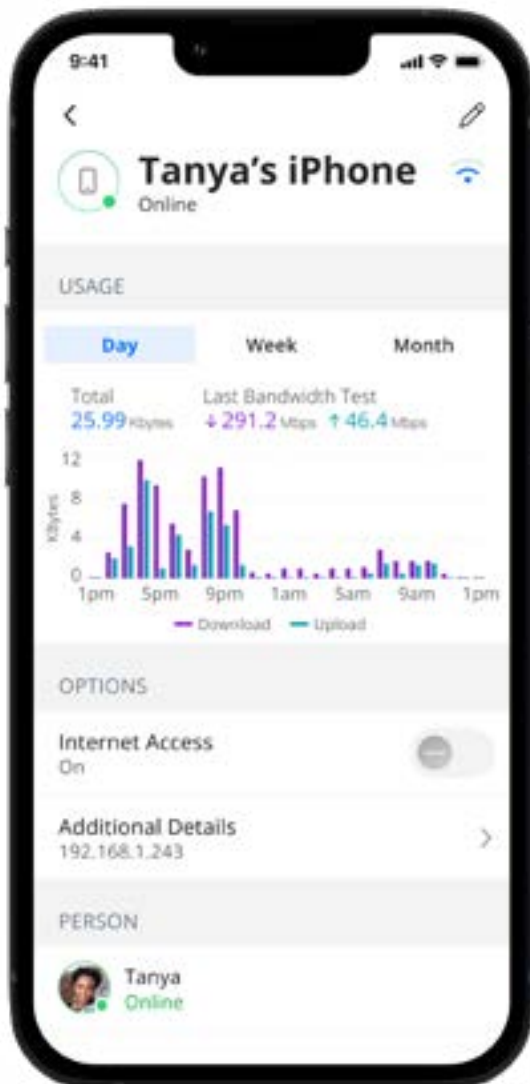 9:41
Tanya's iPhone
Online
USAGE
Day Week Month
Total Last Bandwidth Test
25.99 Kbytes ↓291.2 Mbps ↑46.4 Mbps
12
8
4
0
KBytes
1pm 5pm 9pm 1am 5am 9am 1pm
Download Upload
OPTIONS
Internet Access
On
Additional Details
192.168.1.243
PERSON
Tanya
Online